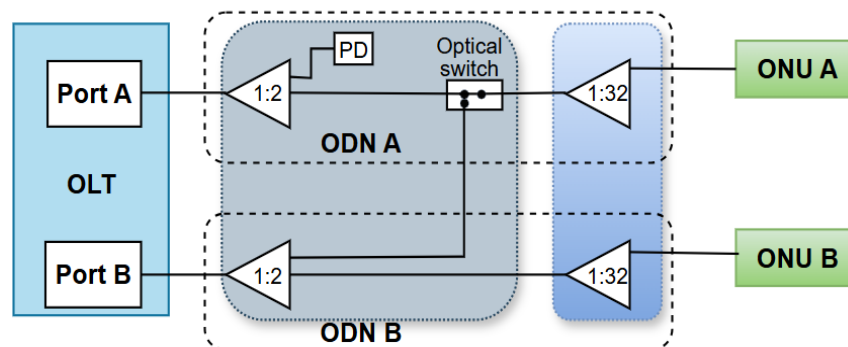 PD
Optical
switch
Port A
1:2
1:32
ONU A
ODN A
OLT
Port B
1:2
1:32
ONU B
ODN B